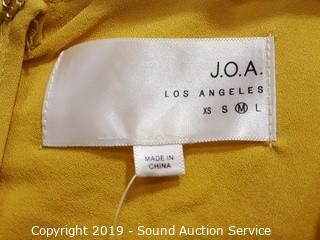 J.O.A.
LOS ANGELES
XS S M L
MADE IN
CHINA
Copyright 2019 - Sound Auction Service